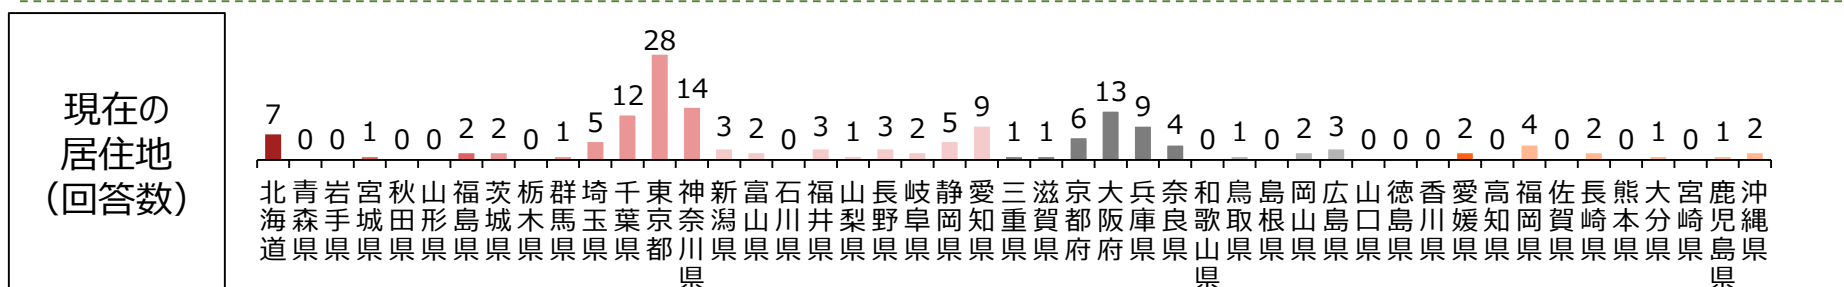 現在の
居住地
(回答数)
7 0 0 1 0 0 2 2 0 1 5 12 28 14 3 2 0 3 1 3 2 5 9 1 1 6 13 9 4 0 1 0 2 3 0 0 0 2 0 4 0 2 0 1 0 1 2
北海道 青森県 岩手県 宮城県 秋田県 山形県 福島県 茨城県 栃木県 群馬県 埼玉県 千葉県 東京都 神奈川県 新潟県 富山県 石川県 福井県 山梨県 長野県 岐阜県 静岡県 愛知県 三重県 滋賀県 京都府 大阪府 兵庫県 奈良県 和歌山県 鳥取県 島根県 岡山県 広島県 山口県 徳島県 香川県 愛媛県 高知県 福岡県 佐賀県 長崎県 熊本県 大分県 宮崎県 鹿児島県 沖縄県